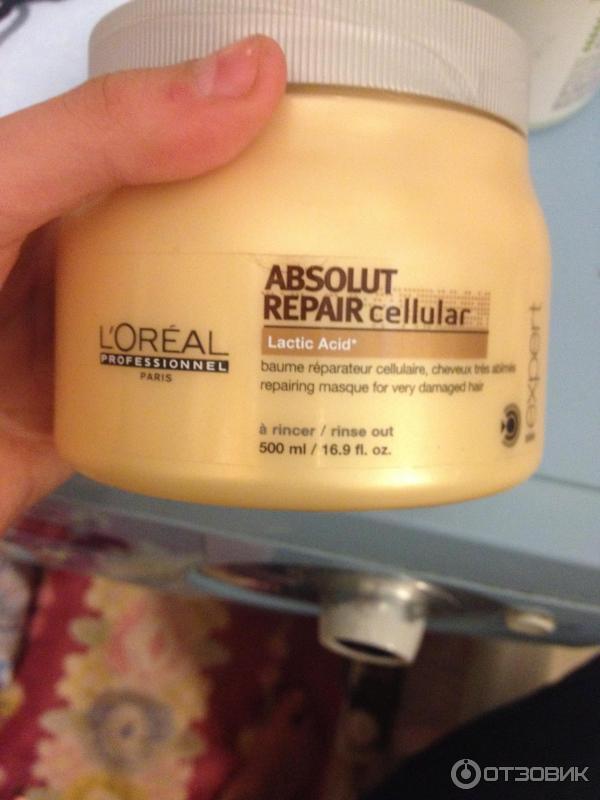 ABSOLUT
REPAIR cellular
Lactic Acid*
L'ORÉAL
PROFESSIONNEL
PARIS
baume réparateur cellulaire, cheveux très abîmés
repairing masque for very damaged hair
à rincer / rinse out
500 ml / 16.9 fl. oz.
expert
ОТЗОВИК